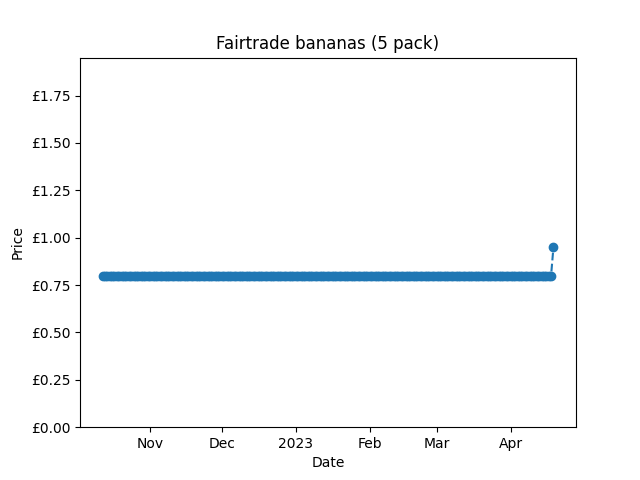 Fairtrade bananas (5 pack)
£1.75
£1.50
£1.25
£1.00
£0.75
£0.50
£0.25
£0.00
Price
Nov Dec 2023 Feb Mar Apr
Date